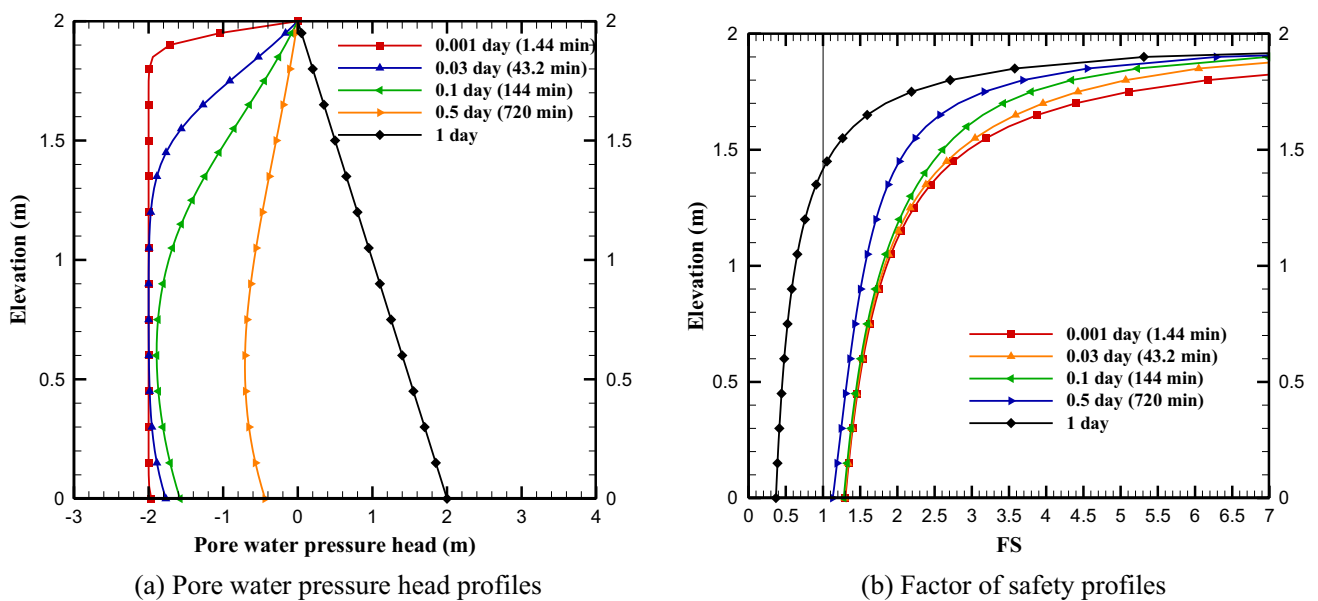 2
1.5
1
0.5
0
Elevation (m)
0.001 day (1.44 min)
0.03 day (43.2 min)
0.1 day (144 min)
0.5 day (720 min)
1 day
2
1.5
1
0.5
0
-3 -2 -1 0 1 2 3 4
Pore water pressure head (m)
(a) Pore water pressure head profiles
2
1.5
1
0.5
0
Elevation (m)
0.001 day (1.44 min)
0.03 day (43.2 min)
0.1 day (144 min)
0.5 day (720 min)
1 day
2
1.5
1
0.5
0
0 0.5 1 1.5 2 2.5 3 3.5 4 4.5 5 5.5 6 6.5 7
FS
(b) Factor of safety profiles